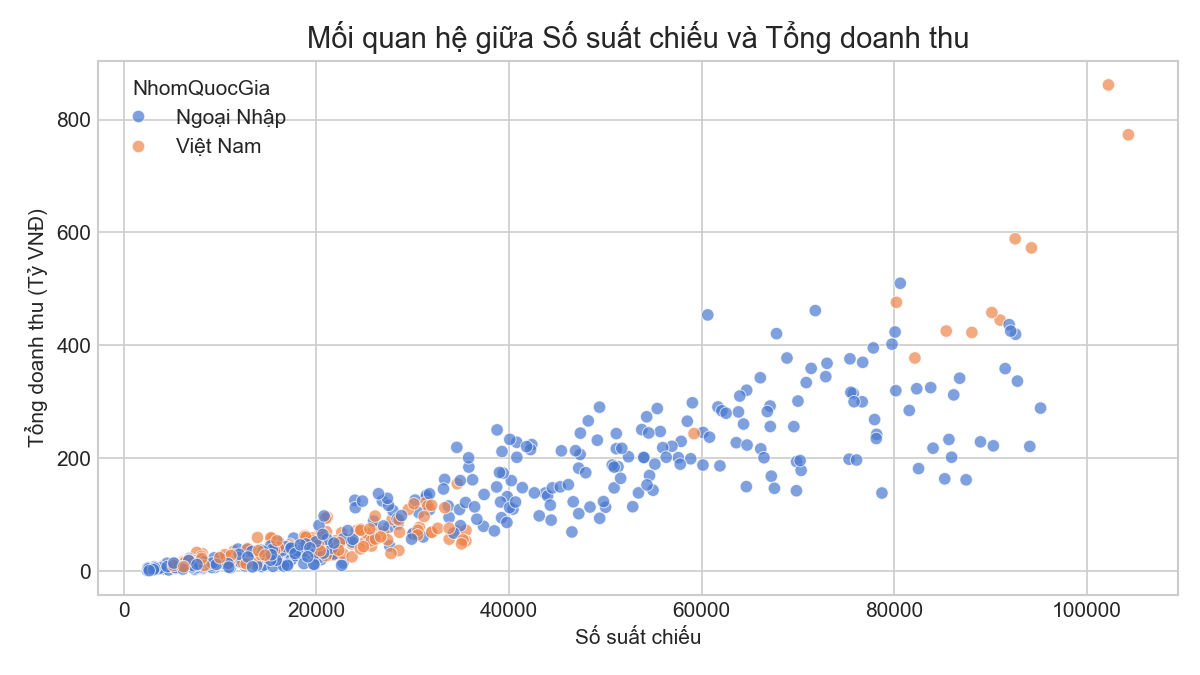 Mối quan hệ giữa Số suất chiếu và Tổng doanh thu
NhomQuocGia
Ngoại Nhập
Việt Nam
Tổng doanh thu (Tỷ VNĐ)
800
600
400
200
0
0 20000 40000 60000 80000 100000
Số suất chiếu